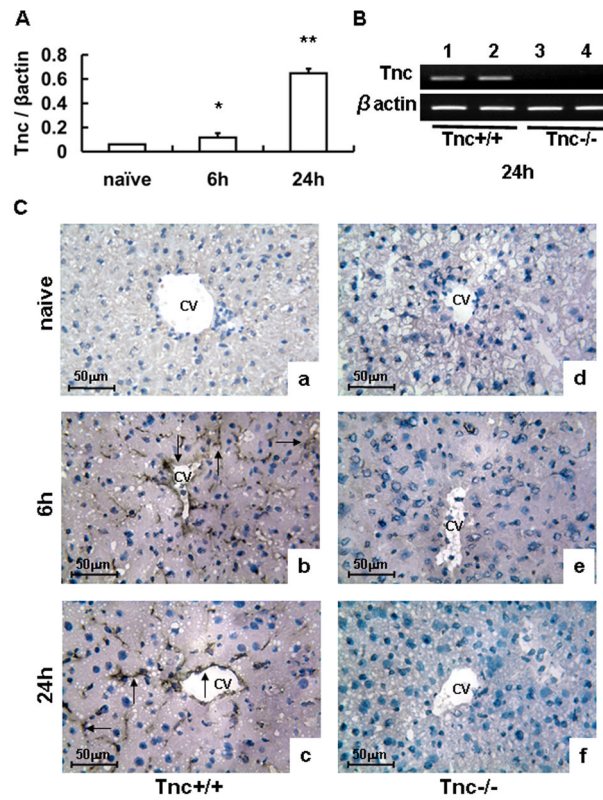 A
Tnc / βactin
0.8
0.6
0.4
0.2
0
*
**
naïve 6h 24h
B
1 2 3 4
Tnc
β actin
Tnc+/+ Tnc-/-
24h
C
naive
CV
50μm
a
CV
50μm
d
6h
CV
50μm
b
CV
50μm
e
24h
CV
50μm
c
CV
50μm
f
Tnc+/+ Tnc-/-